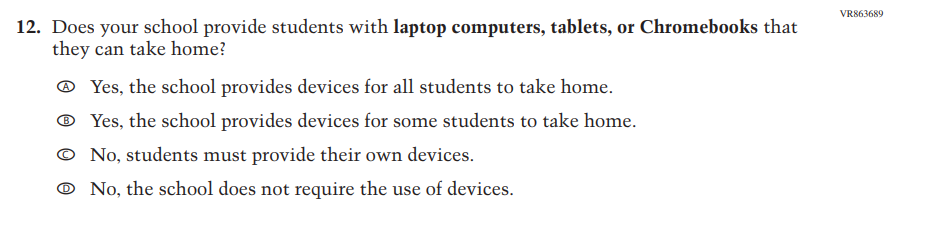 VR863689
12. Does your school provide students with laptop computers, tablets, or Chromebooks that
they can take home?
A Yes, the school provides devices for all students to take home.
B Yes, the school provides devices for some students to take home.
C No, students must provide their own devices.
D No, the school does not require the use of devices.